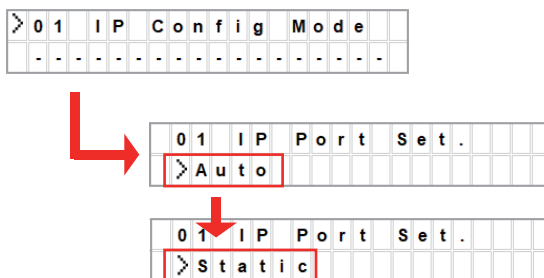 >01 IP Config Mode
----------------
01 IP Port Set.
>Auto
01 IP Port Set.
>Static